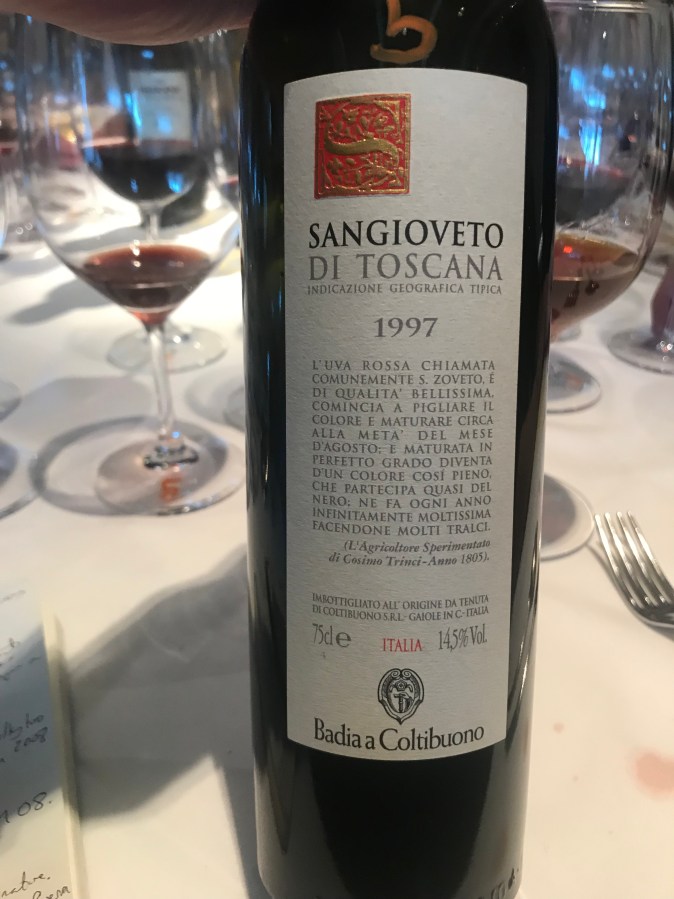 b
SANGIOVETO
DI TOSCANA
INDICAZIONE GEOGRAFICA TIPICA
1997
L'UVA ROSSA CHIAMATA
COMUNEMENTE S. ZOVETO, É
DI QUALITA' BELLISSIMA,
COMINCIA A PIGLIARE IL
COLORE E MATURARE CIRCA
ALLA META' DEL MESE
D'AGOSTO; E MATURATA IN
PERFETTO GRADO DIVENTA
D'UN COLORE COSÍ PIENO,
CHE PARTECIPA QUASI DEL
NERO; NE FA OGNI ANNO
INFINITAMENTE MOLTISSIMA
FACENDONE MOLTI TRALCI.
(L'Agricoltore Sperimentato
di Cosimo Trinci-Anno 1805).
IMBOTTIGLIATO ALL' ORIGINE DA TENUTA
DI COLTIBUONO S.R.L.- GAIOLE IN C.-ITALIA
75cl e ITALIA 14,5% Vol.
Badia a Coltibuono
2008
08.